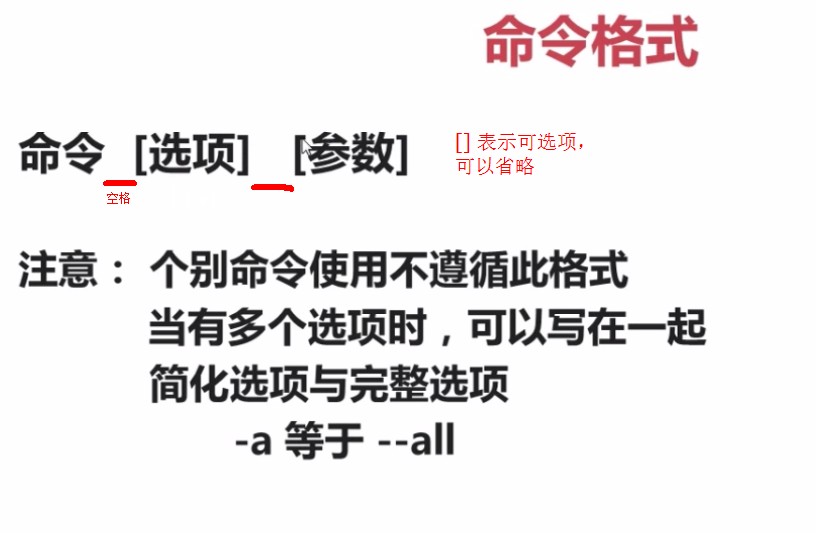 命令格式
命令 [选项] [参数]
[] 表示可选项，
可以省略
空格
注意： 个别命令使用不遵循此格式
当有多个选项时，可以写在一起
简化选项与完整选项
-a 等于 --all